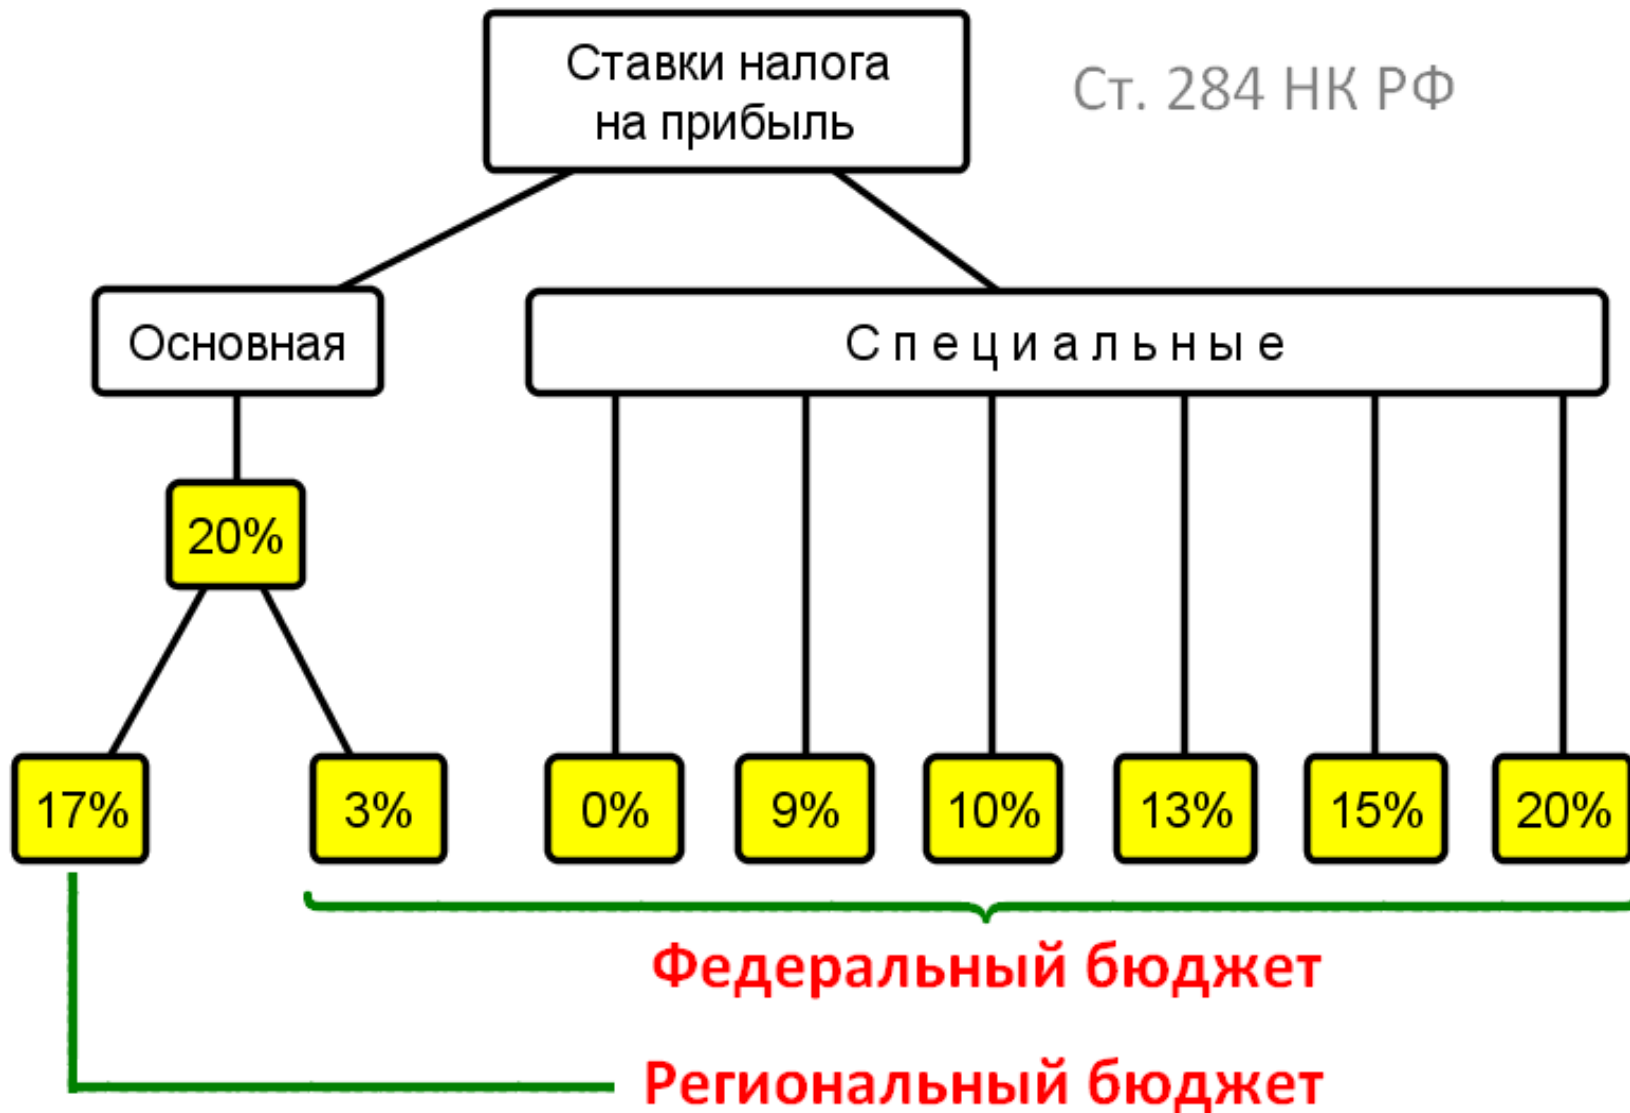 Ставки налога
на прибыль
Ст. 284 НК РФ
Основная
Специальные
20%
17%
3%
0%
9%
10%
13%
15%
20%
Федеральный бюджет
Региональный бюджет